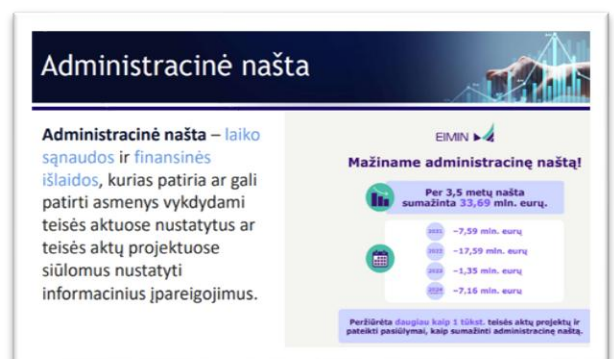 Administracinė našta
Administracinė našta – laiko
sąnaudos ir finansinės
išlaidos, kurias patiria ar gali
patirti asmenys vykdydami
teisės aktuose nustatytus ar
teisės aktų projektuose
siūlomus nustatyti
informacinius įpareigojimus.
EIMIN
Mažiname administracinę naštą!
Per 3,5 metų našta
sumažinta 33,69 mln. eurų.
2021 –7,59 mln. eurų
2022 –17,59 mln. eurų
2023 –1,35 mln. eurų
2024 –7,16 mln. eurų
Peržiūrėta daugiau kaip 1 tūkst. teisės aktų projektų ir
pateikti pasiūlymai, kaip sumažinti administracinę naštą.